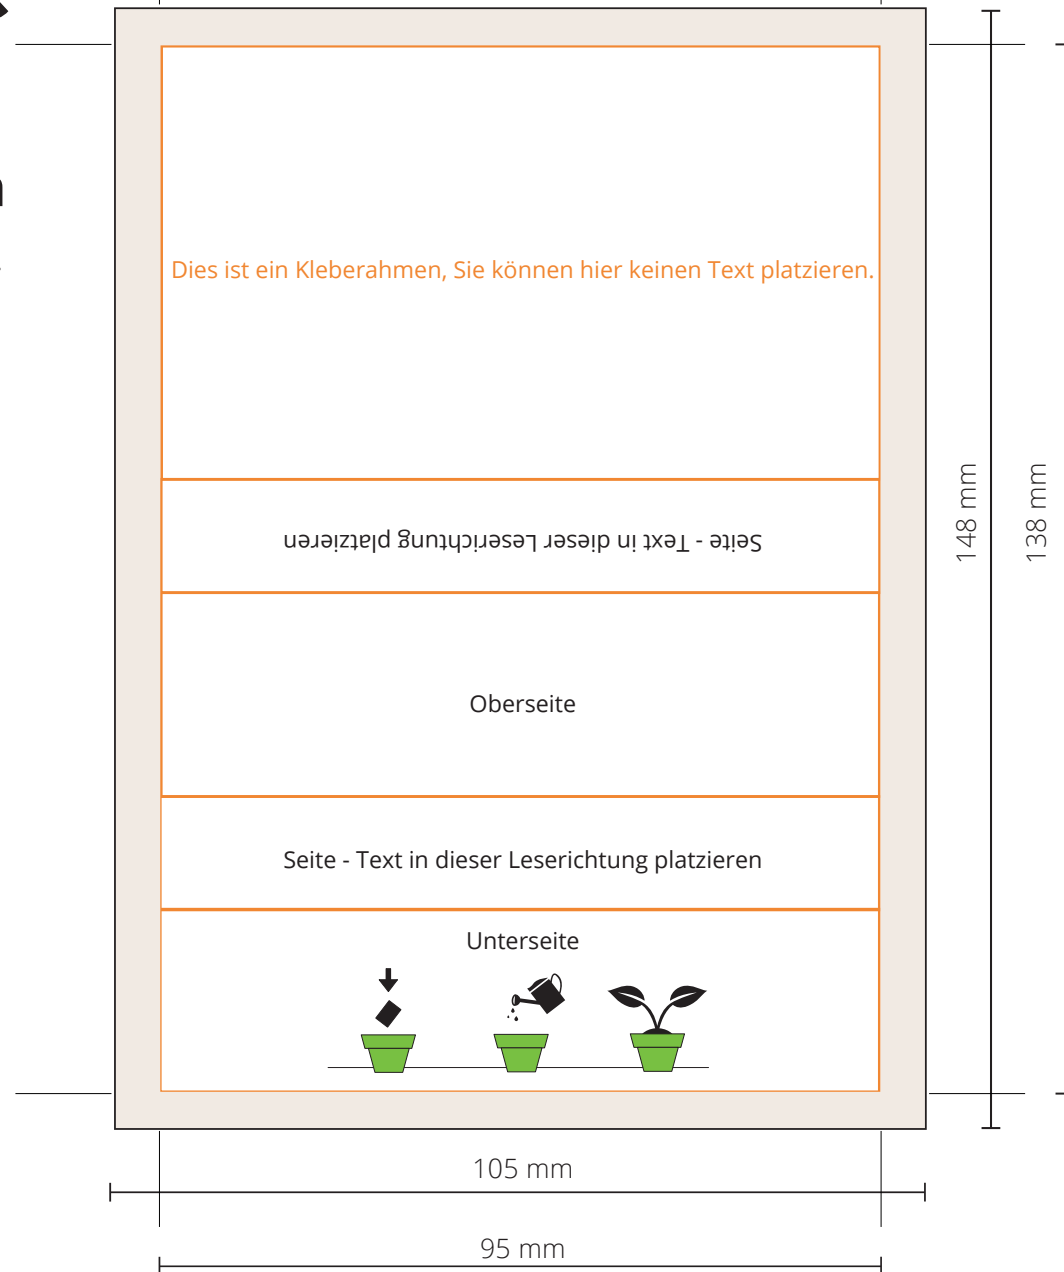 Dies ist ein Kleberahmen, Sie können hier keinen Text platzieren.
Seite - Text in dieser Leserichtung platzieren
Oberseite
Seite - Text in dieser Leserichtung platzieren
Unterseite
148 mm
138 mm
105 mm
95 mm